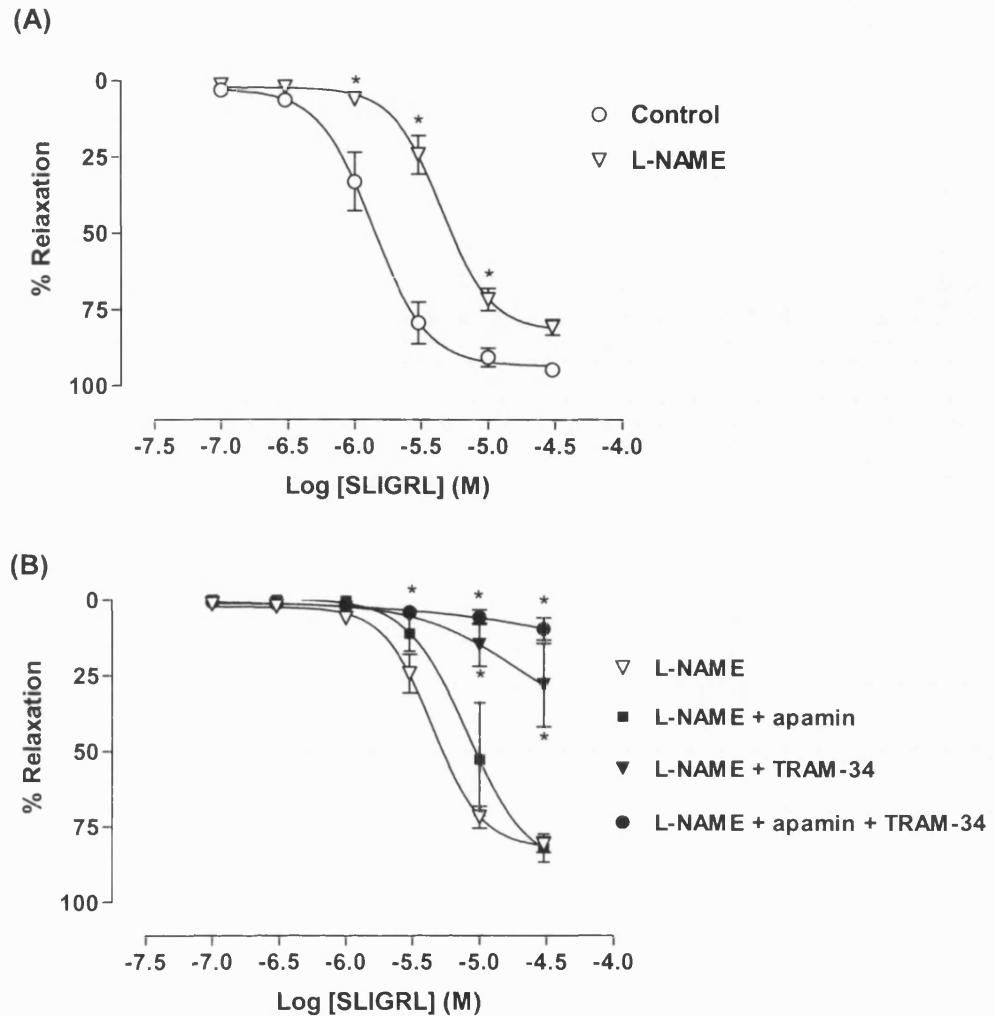 (A)
0
25
50
75
100
% Relaxation
* * *
Control
L-NAME
-7.5 -7.0 -6.5 -6.0 -5.5 -5.0 -4.5 -4.0
Log [SLIGRL] (M)
(B)
0
25
50
75
100
% Relaxation
* * *
* *
L-NAME
L-NAME + apamin
L-NAME + TRAM-34
L-NAME + apamin + TRAM-34
-7.5 -7.0 -6.5 -6.0 -5.5 -5.0 -4.5 -4.0
Log [SLIGRL] (M)